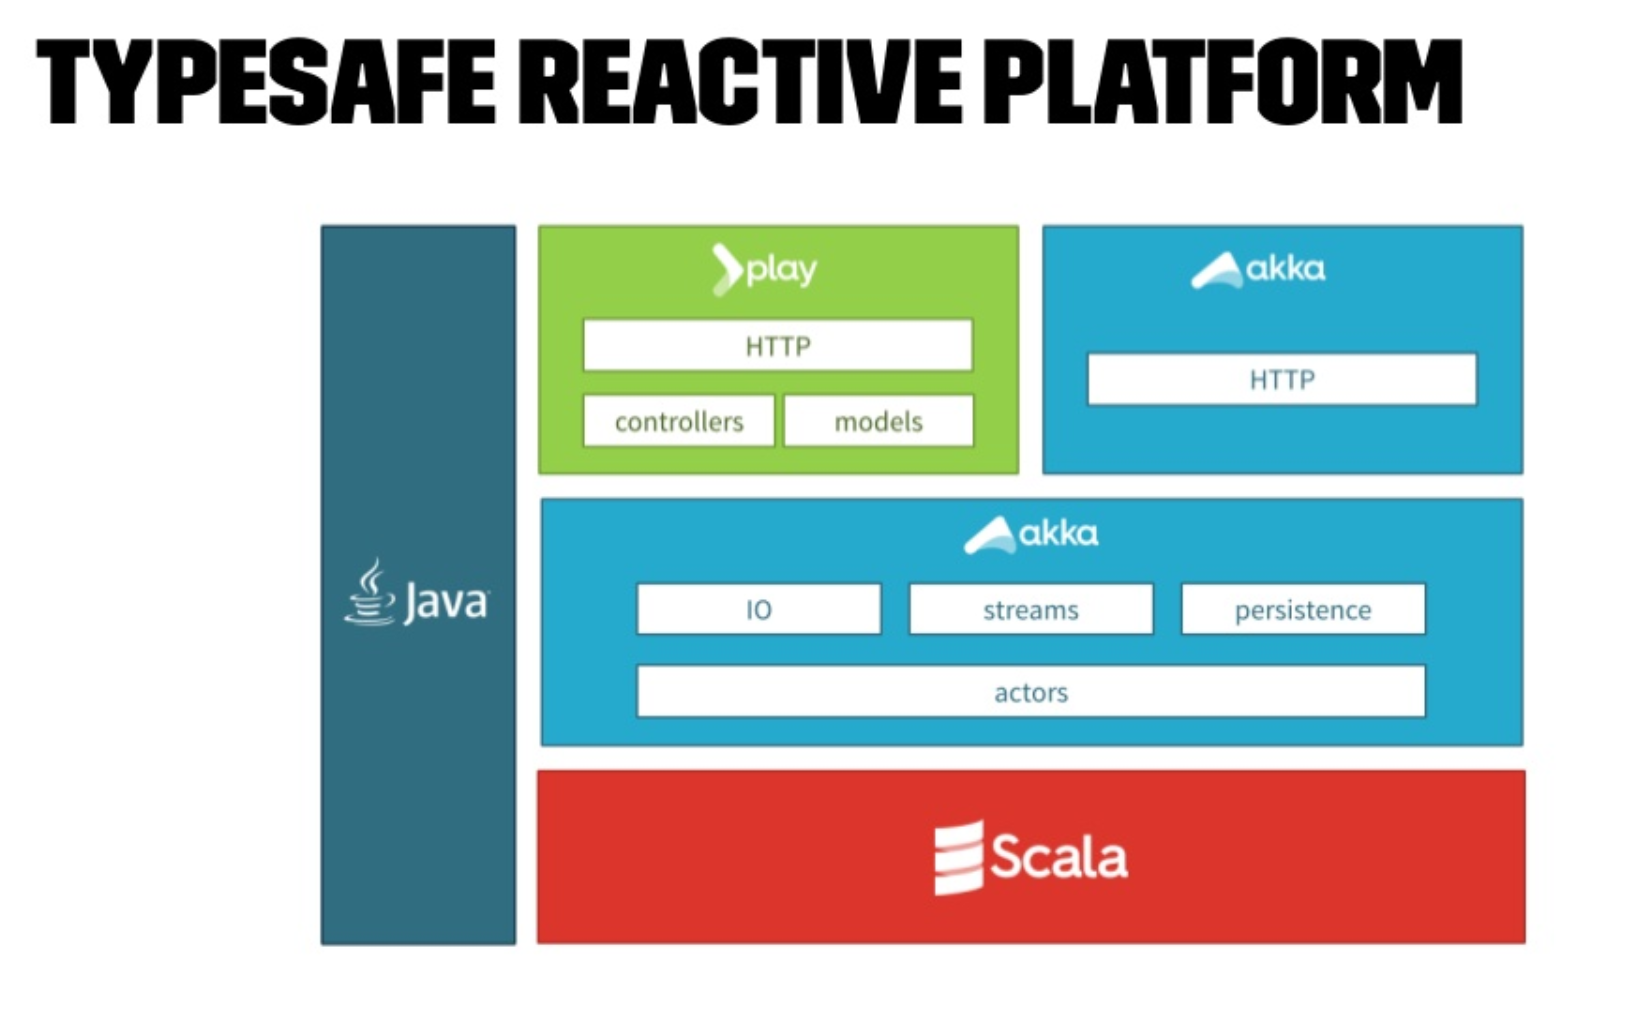 TYPESAFE REACTIVE PLATFORM
Java
play
HTTP
controllers
models
akka
HTTP
akka
IO
streams
persistence
actors
Scala